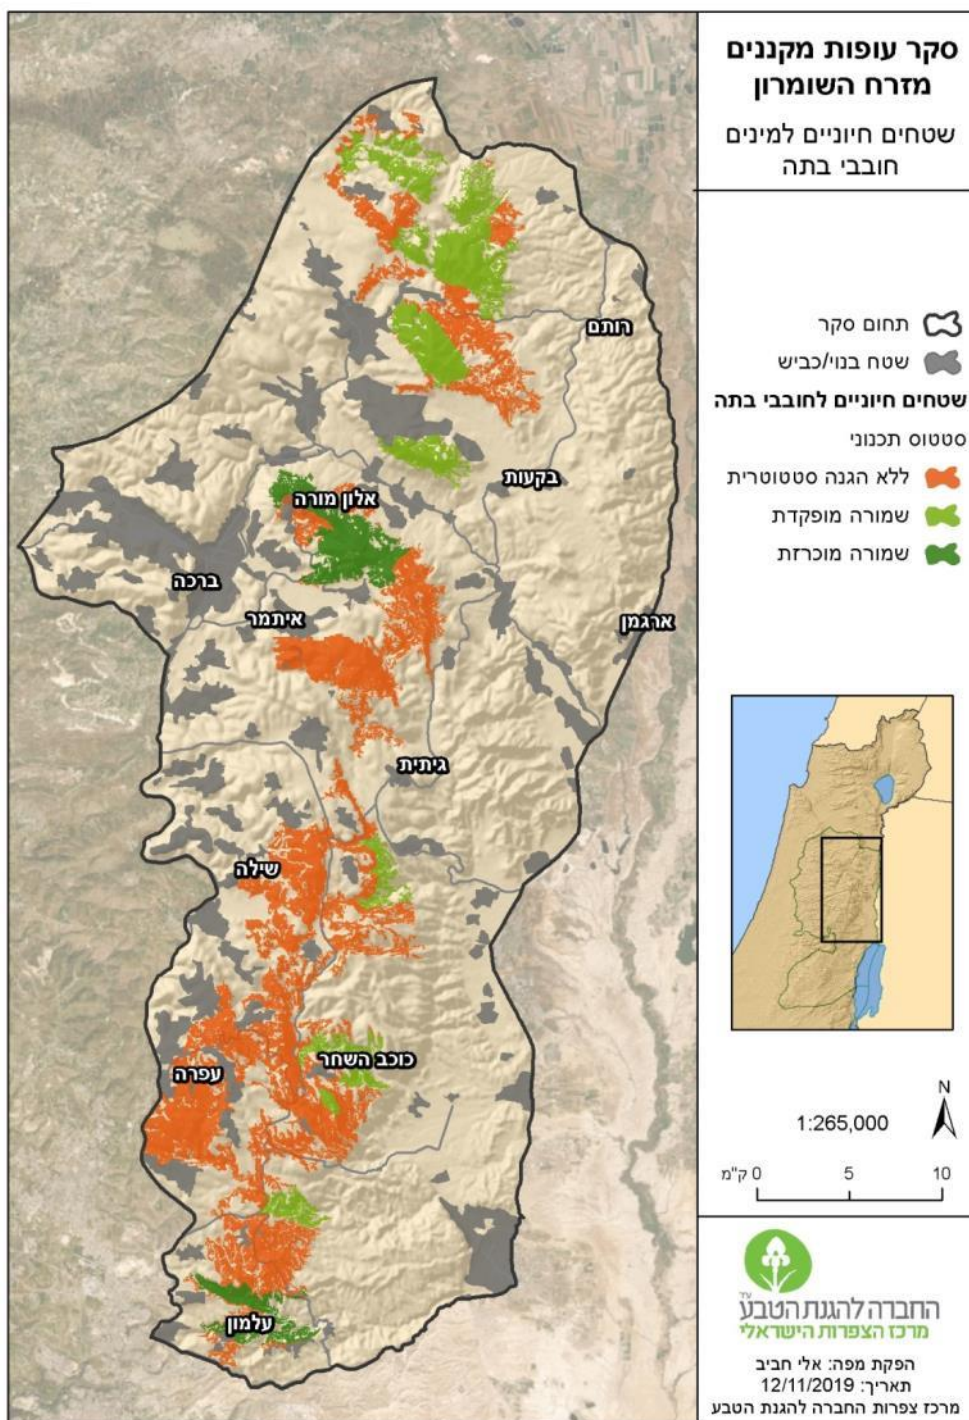 סקר עופות מקננים
מזרח השומרון
שטחים חיוניים למינים
חובבי בתה
תחום סקר
שטח בנוי/כביש
שטחים חיוניים לחובבי בתה
סטטוס תכנוני
ללא הגנה סטטוטרית
שמורה מופקדת
שמורה מוכרזת
רותם
בקעות
אלון מורה
ברכה
איתמר
ארגמן
גיתית
שילה
כוכב השחר
עפרה
עלמון
N
1:265,000
ק"מ 0 5 10
החברה להגנת הטבע
ע"ר
מרכז הצפרות הישראלי
הפקת מפה: אלי חביב
תאריך: 12/11/2019
מרכז צפרות החברה להגנת הטבע